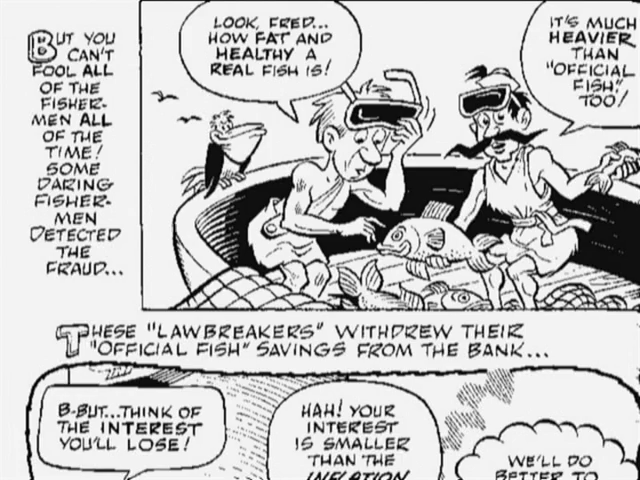 BUT YOU
CAN'T
FOOL ALL
OF THE
FISHER-
MEN ALL
OF THE
TIME!
SOME
DARING
FISHER-
MEN
DETECTED
THE
FRAUD...
LOOK, FRED...
HOW FAT AND
HEALTHY A
REAL FISH IS!
IT'S MUCH
HEAVIER
THAN
"OFFICIAL
FISH",
TOO!
THESE "LAWBREAKERS" WITHDREW THEIR
"OFFICIAL FISH" SAVINGS FROM THE BANK...
B-BUT...THINK OF
THE INTEREST
YOU'LL LOSE!
HAH! YOUR
INTEREST
IS SMALLER
THAN THE
INFLATION
WE'LL DO
BETTER TO